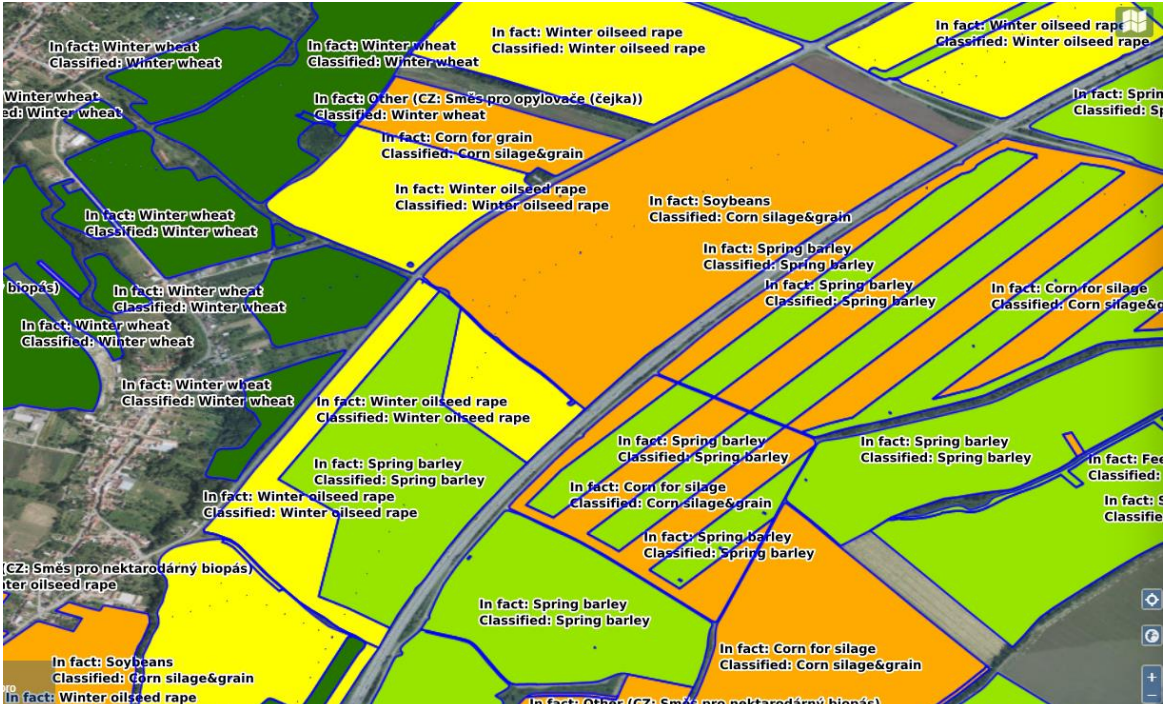 In fact: Winter oilseed rape
Classified: Winter oilseed rape
In fact: Winter oilseed rape
Classified: Winter oilseed rape
In fact: Winter wheat
Classified: Winter wheat
In fact: Winter wheat
Classified: Winter wheat
Winter wheat
ed: Winter wheat
In fact: Other (CZ: Směs pro opylovače (čejka))
Classified: Winter wheat
In fact: Corn for grain
Classified: Corn silage&grain
In fact: Winter oilseed rape
Classified: Winter oilseed rape
In fact: Soybeans
Classified: Corn silage&grain
In fact: Winter wheat
Classified: Winter wheat
In fact: Spring barley
Classified: Spring barley
In fact: Spring barley
Classified: Spring barley
biopás)
In fact: Winter wheat
Classified: Winter wheat
In fact: Corn for silage
Classified: Corn silage&g
In fact: Winter wheat
Classified: Winter wheat
In fact: Winter wheat
Classified: Winter wheat
In fact: Winter oilseed rape
Classified: Winter oilseed rape
In fact: Spring barley
Classified: Spring barley
In fact: Spring barley
Classified: Spring barley
In fact: Spring barley
Classified: Spring barley
In fact: Fee
Classified:
In fact: Corn for silage
Classified: Corn silage&grain
In fact: Winter oilseed rape
Classified: Winter oilseed rape
In fact: S
Classifie
In fact: Spring barley
Classified: Spring barley
(CZ: Směs pro nektarodárný biopás)
ter oilseed rape
In fact: Spring barley
Classified: Spring barley
In fact: Corn for silage
Classified: Corn silage&grain
In fact: Soybeans
Classified: Corn silage&grain
In fact: Winter oilseed rape
In fact: Other (CZ: Směs pro nektarodárný biopás)